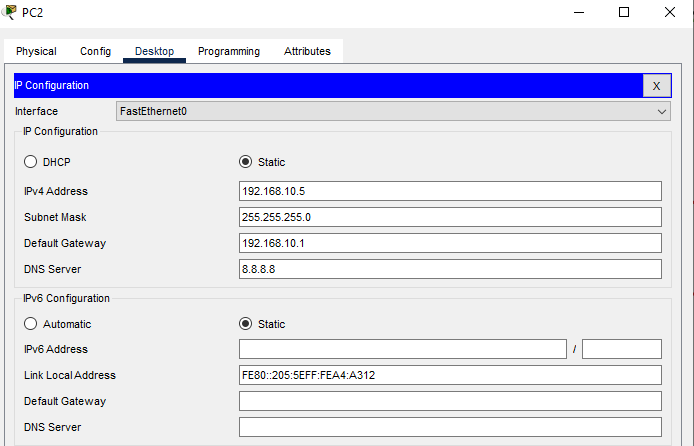 PC2
Physical Config Desktop Programming Attributes
IP Configuration X
Interface FastEthernet0
IP Configuration
DHCP Static
IPv4 Address 192.168.10.5
Subnet Mask 255.255.255.0
Default Gateway 192.168.10.1
DNS Server 8.8.8.8
IPv6 Configuration
Automatic Static
IPv6 Address /
Link Local Address FE80::205:5EFF:FEA4:A312
Default Gateway
DNS Server